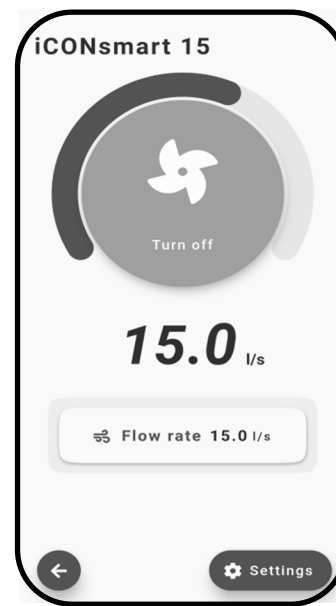 iCONsmart 15
Turn off
15.0 l/s
Flow rate 15.0 l/s
Settings